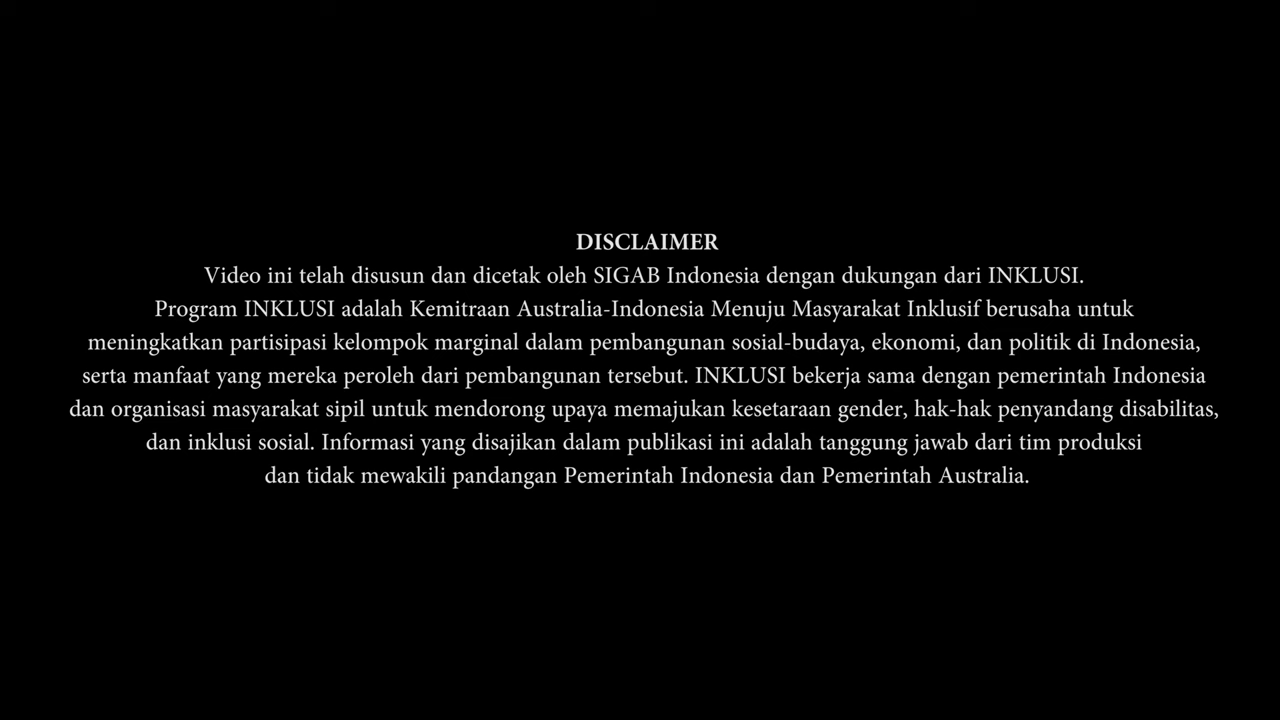 DISCLAIMER
Video ini telah disusun dan dicetak oleh SIGAB Indonesia dengan dukungan dari INKLUSI.
Program INKLUSI adalah Kemitraan Australia-Indonesia Menuju Masyarakat Inklusif berusaha untuk
meningkatkan partisipasi kelompok marginal dalam pembangunan sosial-budaya, ekonomi, dan politik di Indonesia,
serta manfaat yang mereka peroleh dari pembangunan tersebut. INKLUSI bekerja sama dengan pemerintah Indonesia
dan organisasi masyarakat sipil untuk mendorong upaya memajukan kesetaraan gender, hak-hak penyandang disabilitas,
dan inklusi sosial. Informasi yang disajikan dalam publikasi ini adalah tanggung jawab dari tim produksi
dan tidak mewakili pandangan Pemerintah Indonesia dan Pemerintah Australia.